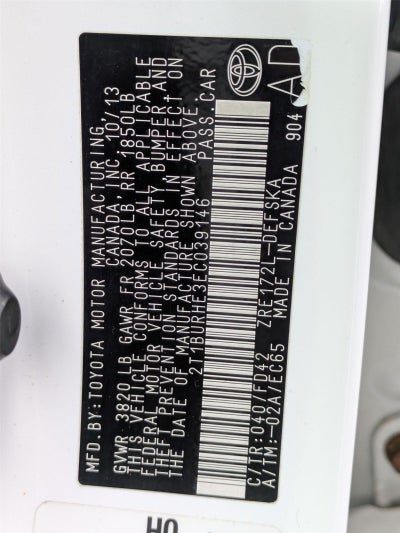 MFD.BY:TOYOTA MOTOR MANUFACTURING
CANADA, INC. 10/13
GVWR 3820 LB GAWR FR 2070LB,RR 1850LB
THIS VEHICLE CONFORMS TO ALL APPLICABLE
FEDERAL MOTOR VEHICLE SAFETY, BUMPER AND
THEFT PREVENTION STANDARDS IN EFFECT ON
THE DATE OF MANUFACTURE SHOWN ABOVE.
2T1BURHE3EC039146 PASS.CAR
C/TR:040/FD42 ZRE172L-DEFSKA
A/TM:-02A/EC65 MADE IN CANADA 904